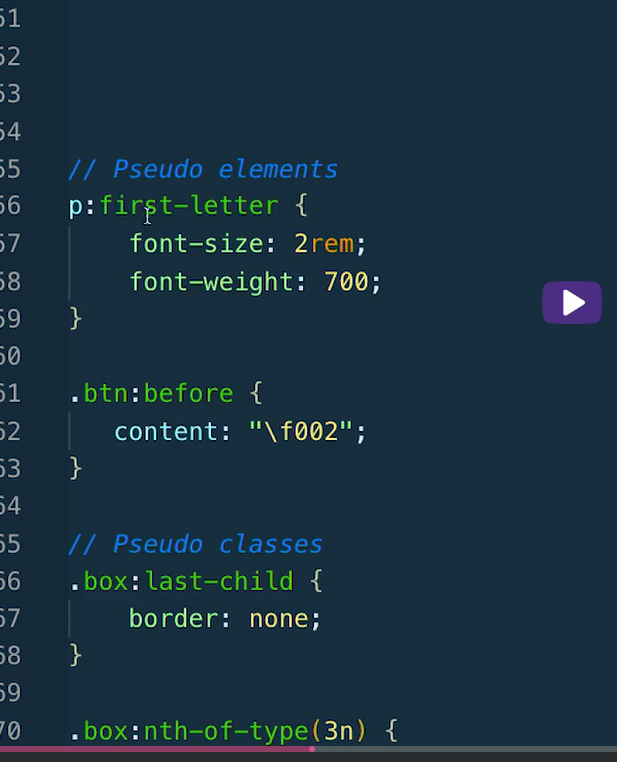 51
52
53
54
55 // Pseudo elements
56 p:first-letter {
57 font-size: 2rem;
58 font-weight: 700;
59 }
60
61 .btn:before {
62 content: "\f002";
63 }
64
65 // Pseudo classes
66 .box:last-child {
67 border: none;
68 }
69
70 .box:nth-of-type(3n) {